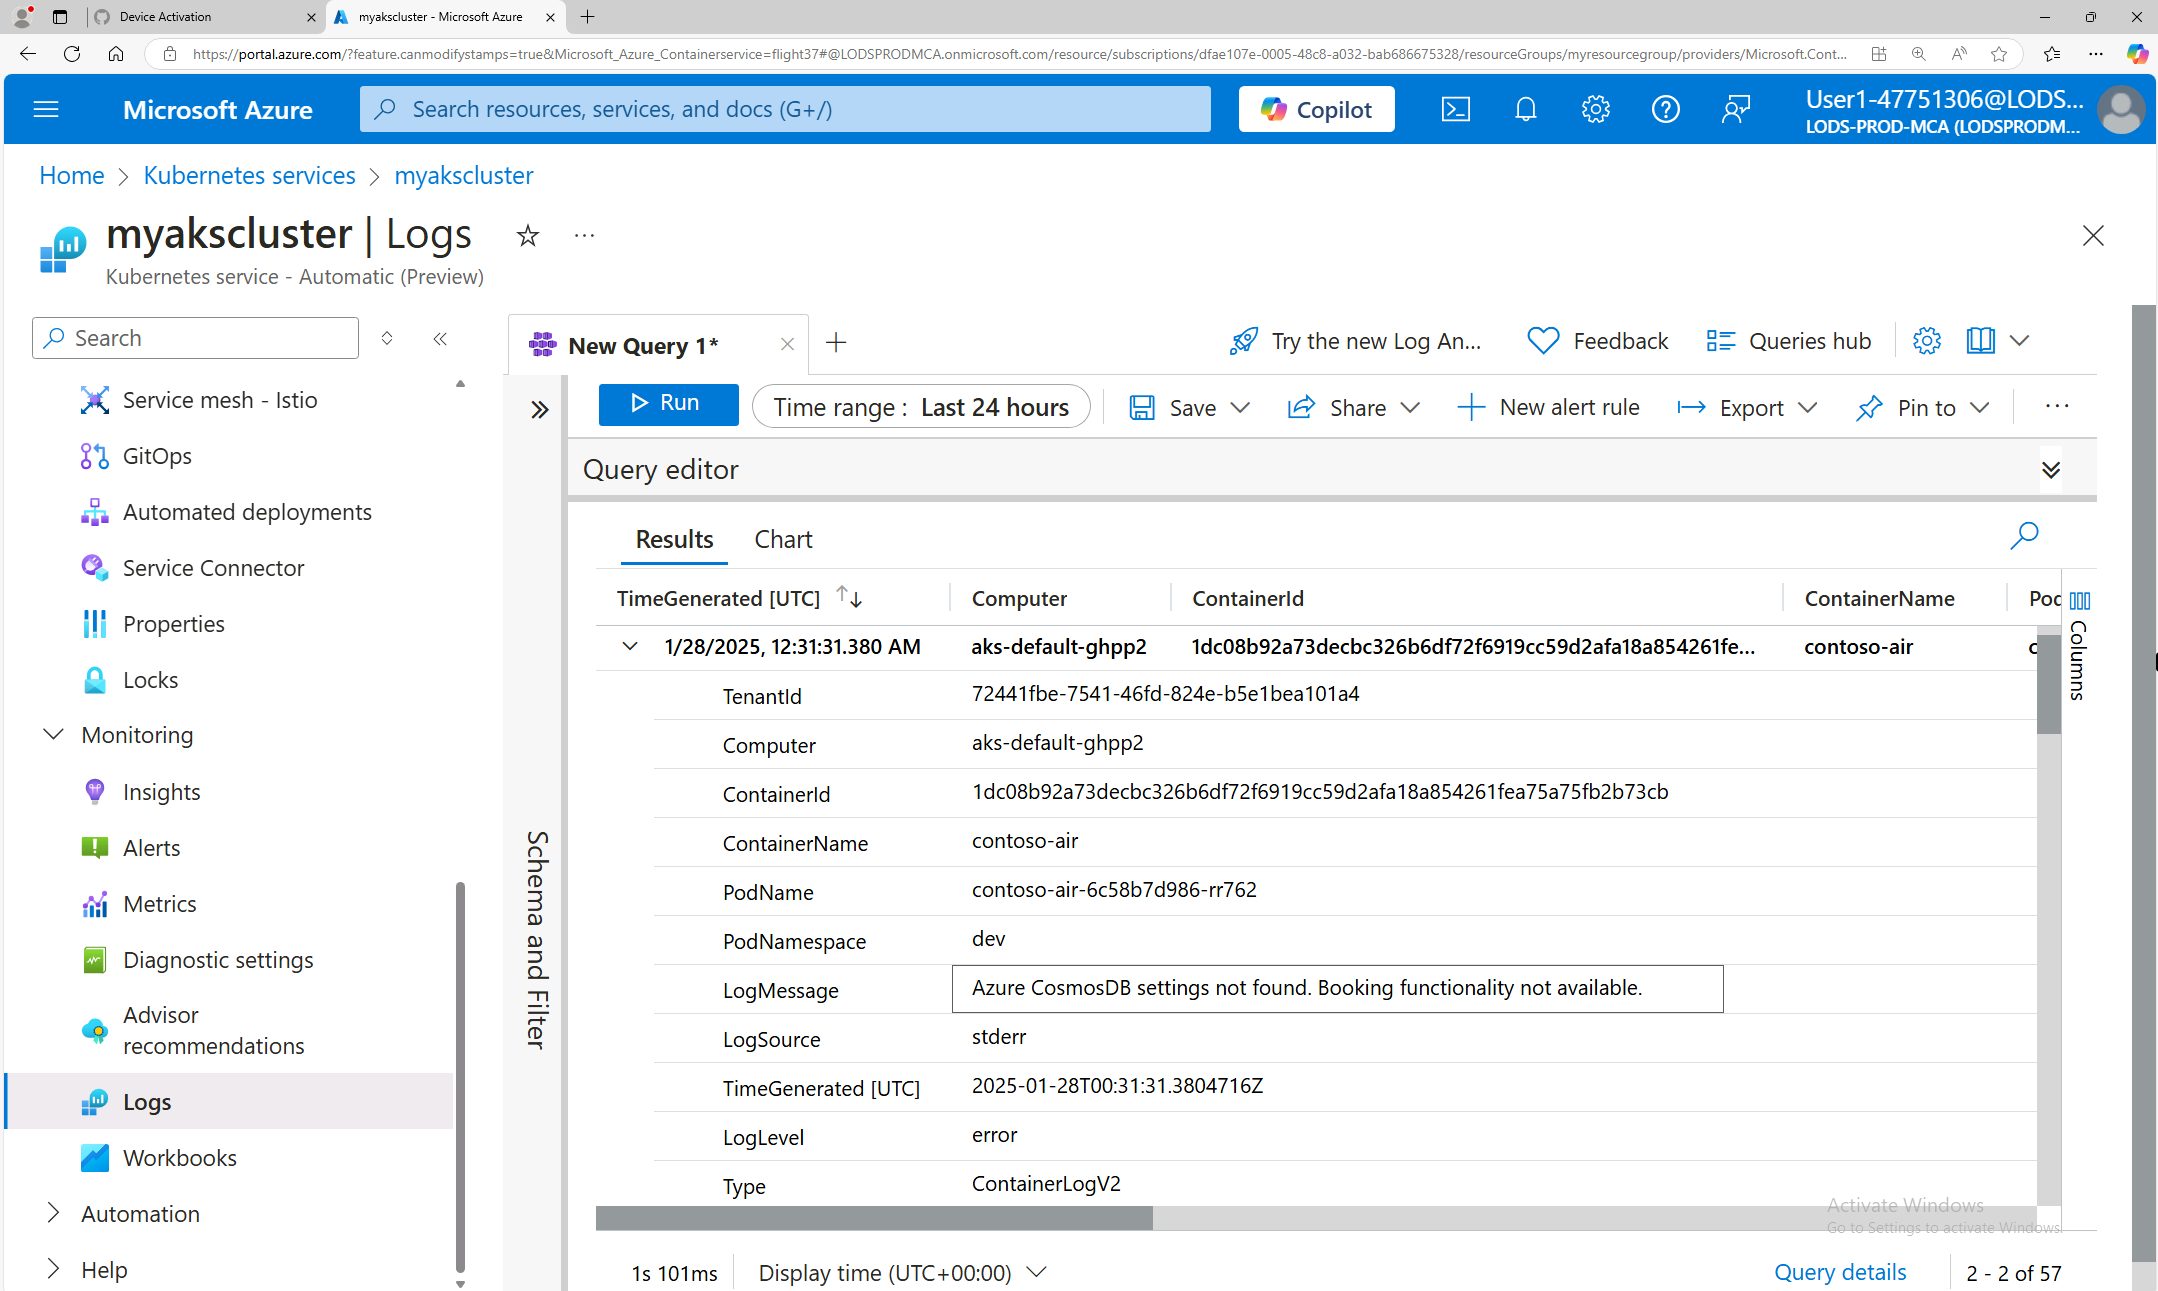 Device Activation
myakscluster - Microsoft Azure
https://portal.azure.com/?feature.canmodifystamps=true&Microsoft_Azure_Containerservice=flight37#@LODSPRODMCA.onmicrosoft.com/resource/subscriptions/dfae107e-0005-48c8-a032-bab686675328/resourceGroups/myresourcegroup/providers/Microsoft.Cont...
Microsoft Azure
Search resources, services, and docs (G+/)
Copilot
User1-47751306@LODS...
LODS-PROD-MCA (LODSPRODM...
Home > Kubernetes services > myakscluster
myakscluster | Logs
Kubernetes service - Automatic (Preview)
Search
Service mesh - Istio
GitOps
Automated deployments
Service Connector
Properties
Locks
Monitoring
Insights
Alerts
Metrics
Diagnostic settings
Advisor
recommendations
Logs
Workbooks
Automation
Help
New Query 1*
Try the new Log An...
Feedback
Queries hub
Run
Time range : Last 24 hours
Save
Share
New alert rule
Export
Pin to
Schema and Filter
Query editor
Results
Chart
TimeGenerated [UTC] Computer ContainerId ContainerName Poc
1/28/2025, 12:31:31.380 AM aks-default-ghpp2 1dc08b92a73decbc326b6df72f6919cc59d2afa18a854261fe... contoso-air c
TenantId 72441fbe-7541-46fd-824e-b5e1bea101a4
Computer aks-default-ghpp2
ContainerId 1dc08b92a73decbc326b6df72f6919cc59d2afa18a854261fea75a75fb2b73cb
ContainerName contoso-air
PodName contoso-air-6c58b7d986-rr762
PodNamespace dev
LogMessage Azure CosmosDB settings not found. Booking functionality not available.
LogSource stderr
TimeGenerated [UTC] 2025-01-28T00:31:31.3804716Z
LogLevel error
Type ContainerLogV2
Columns
Activate Windows
Go to Settings to activate Windows.
1s 101ms
Display time (UTC+00:00)
Query details
2 - 2 of 57